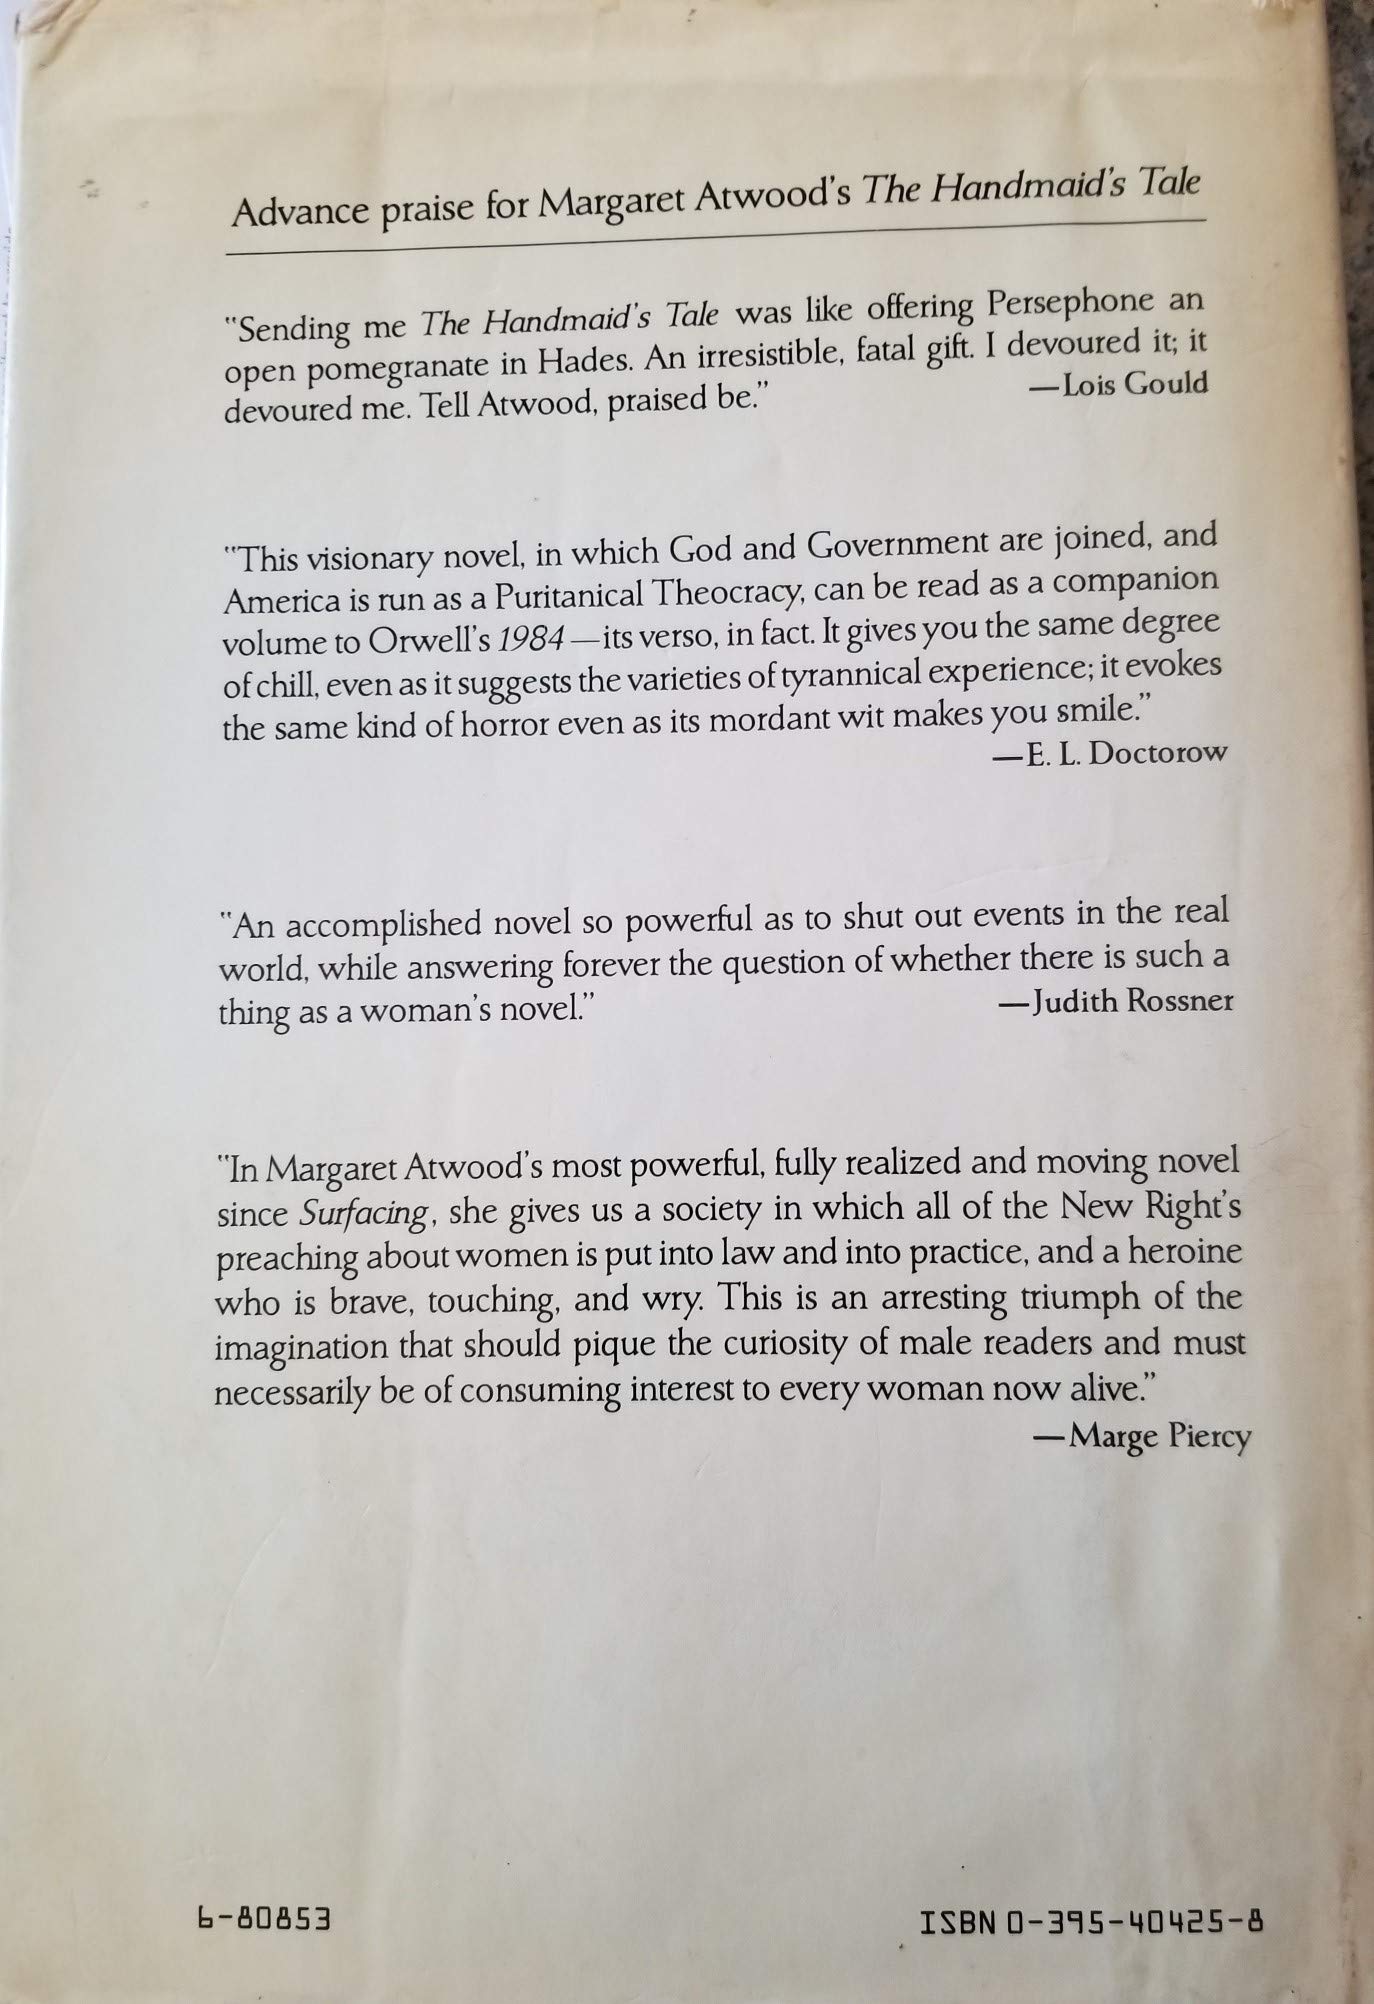 Advance praise for Margaret Atwood's The Handmaid's Tale
"Sending me The Handmaid's Tale was like offering Persephone an
open pomegranate in Hades. An irresistible, fatal gift. I devoured it; it
devoured me. Tell Atwood, praised be." —Lois Gould
"This visionary novel, in which God and Government are joined, and
America is run as a Puritanical Theocracy, can be read as a companion
volume to Orwell's 1984—its verso, in fact. It gives you the same degree
of chill, even as it suggests the varieties of tyrannical experience; it evokes
the same kind of horror even as its mordant wit makes you smile."
—E. L. Doctorow
"An accomplished novel so powerful as to shut out events in the real
world, while answering forever the question of whether there is such a
thing as a woman's novel." —Judith Rossner
"In Margaret Atwood's most powerful, fully realized and moving novel
since Surfacing, she gives us a society in which all of the New Right's
preaching about women is put into law and into practice, and a heroine
who is brave, touching, and wry. This is an arresting triumph of the
imagination that should pique the curiosity of male readers and must
necessarily be of consuming interest to every woman now alive."
—Marge Piercy
6-80853 ISBN 0-395-40425-8